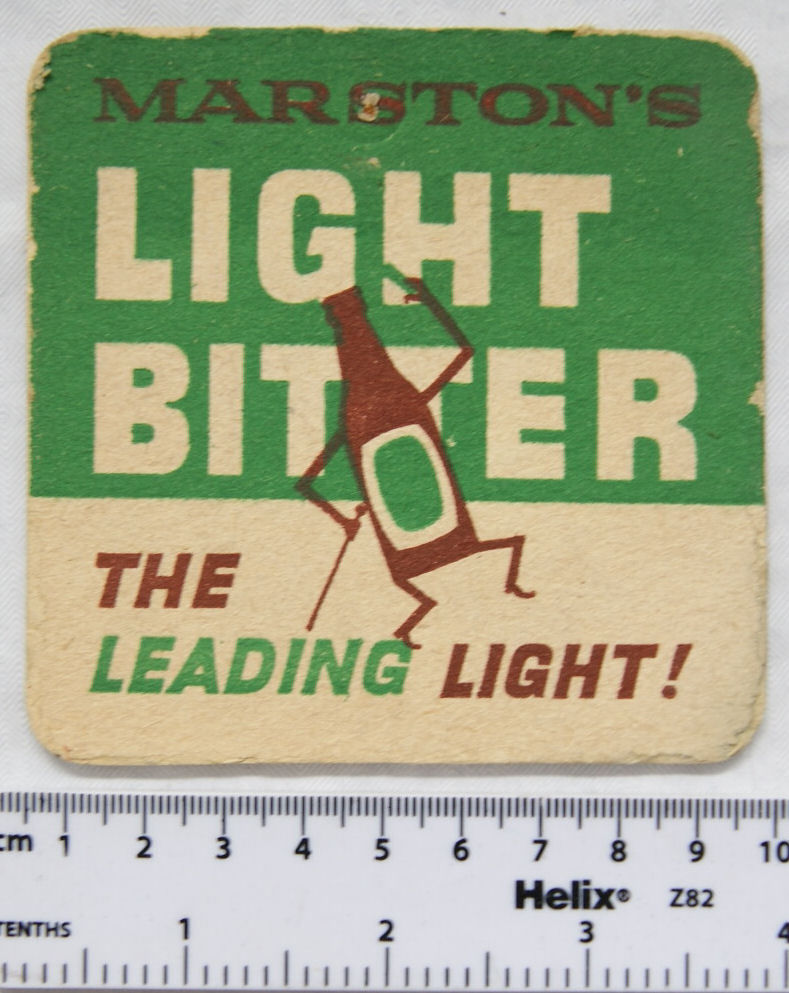 MARSTON'S
LIGHT
BITTER
THE
LEADING LIGHT!
cm 1 2 3 4 5 6 7 8 9 10
Helix® Z82
TENTHS 1 2 3 4